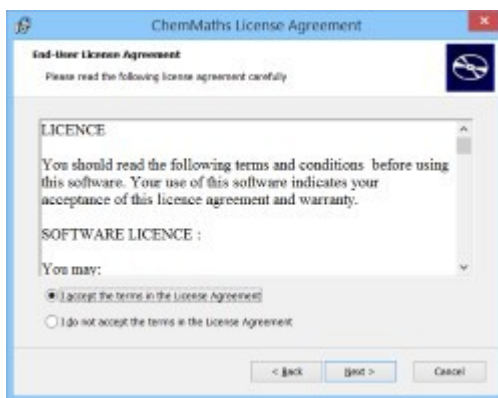 ChemMaths License Agreement
End-User License Agreement
Please read the following license agreement carefully
LICENCE
You should read the following terms and conditions before using
this software. Your use of this software indicates your
acceptance of this licence agreement and warranty.
SOFTWARE LICENCE :
You may:
I accept the terms in the License Agreement
I do not accept the terms in the License Agreement
< Back
Next >
Cancel